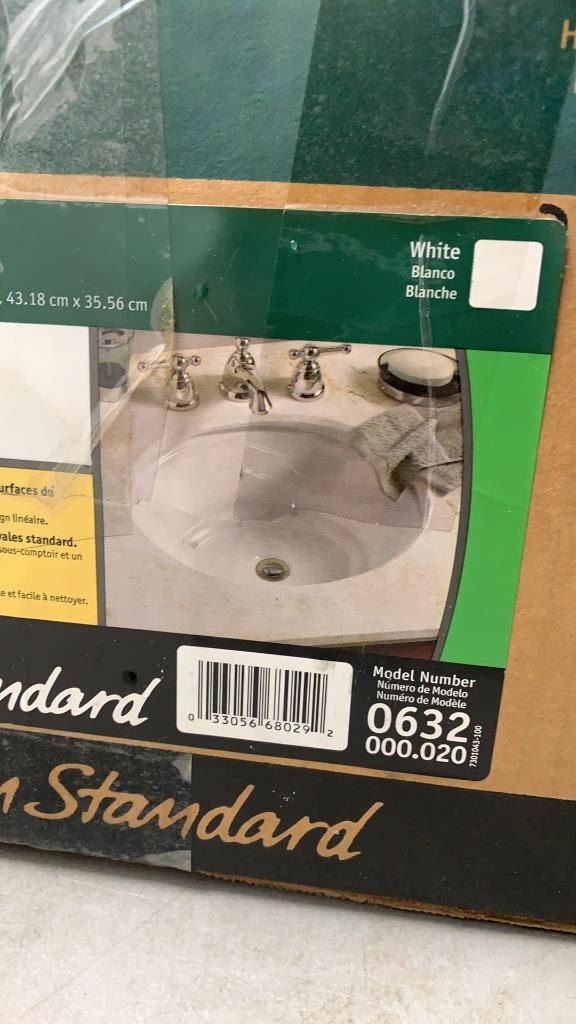 H
White
Blanco
Blanche
, 43.18 cm x 35.56 cm
urfaces du
gn linéaire.
vales standard.
sous-comptoir et un
e et facile à nettoyer.
ndard
0 33056 68029 2
Model Number
Número de Modelo
Numéro de Modèle
0632
000.020
7301043-100
n Standard